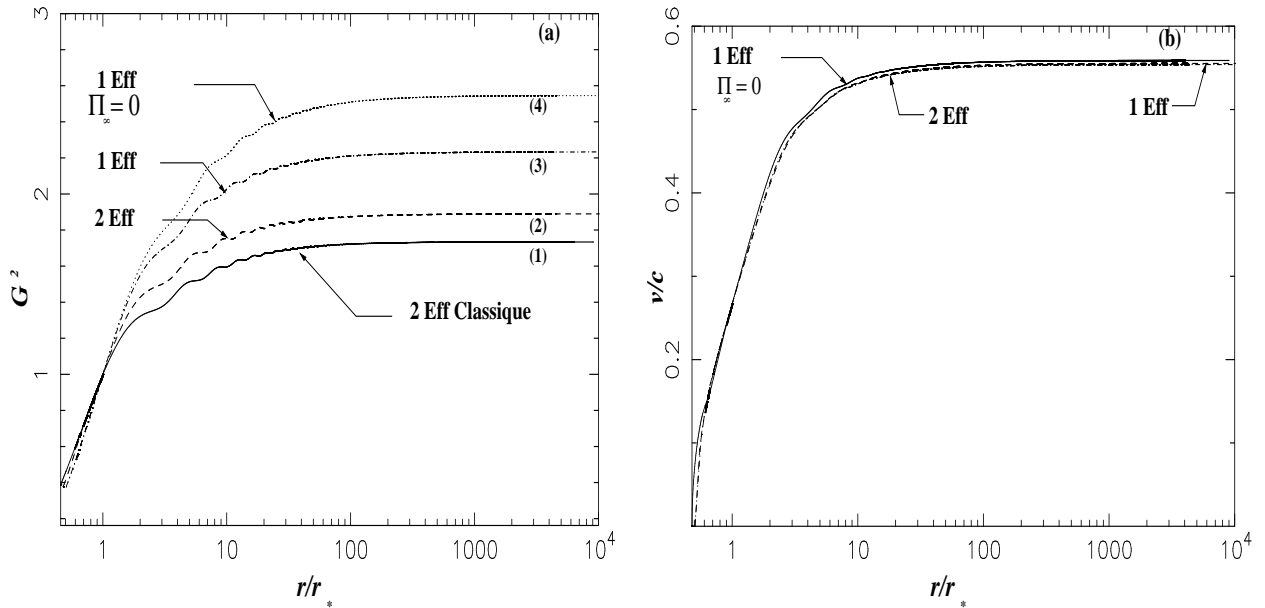 (a)
3
1 Eff
Π∞=0
(4)
1 Eff
(3)
2
2 Eff
(2)
(1)
2 Eff Classique
1
G²
1 10 100 1000 10⁴
r/r*
(b)
0.6
1 Eff
Π∞=0
2 Eff
1 Eff
0.4
v/c
0.2
1 10 100 1000 10⁴
r/r*